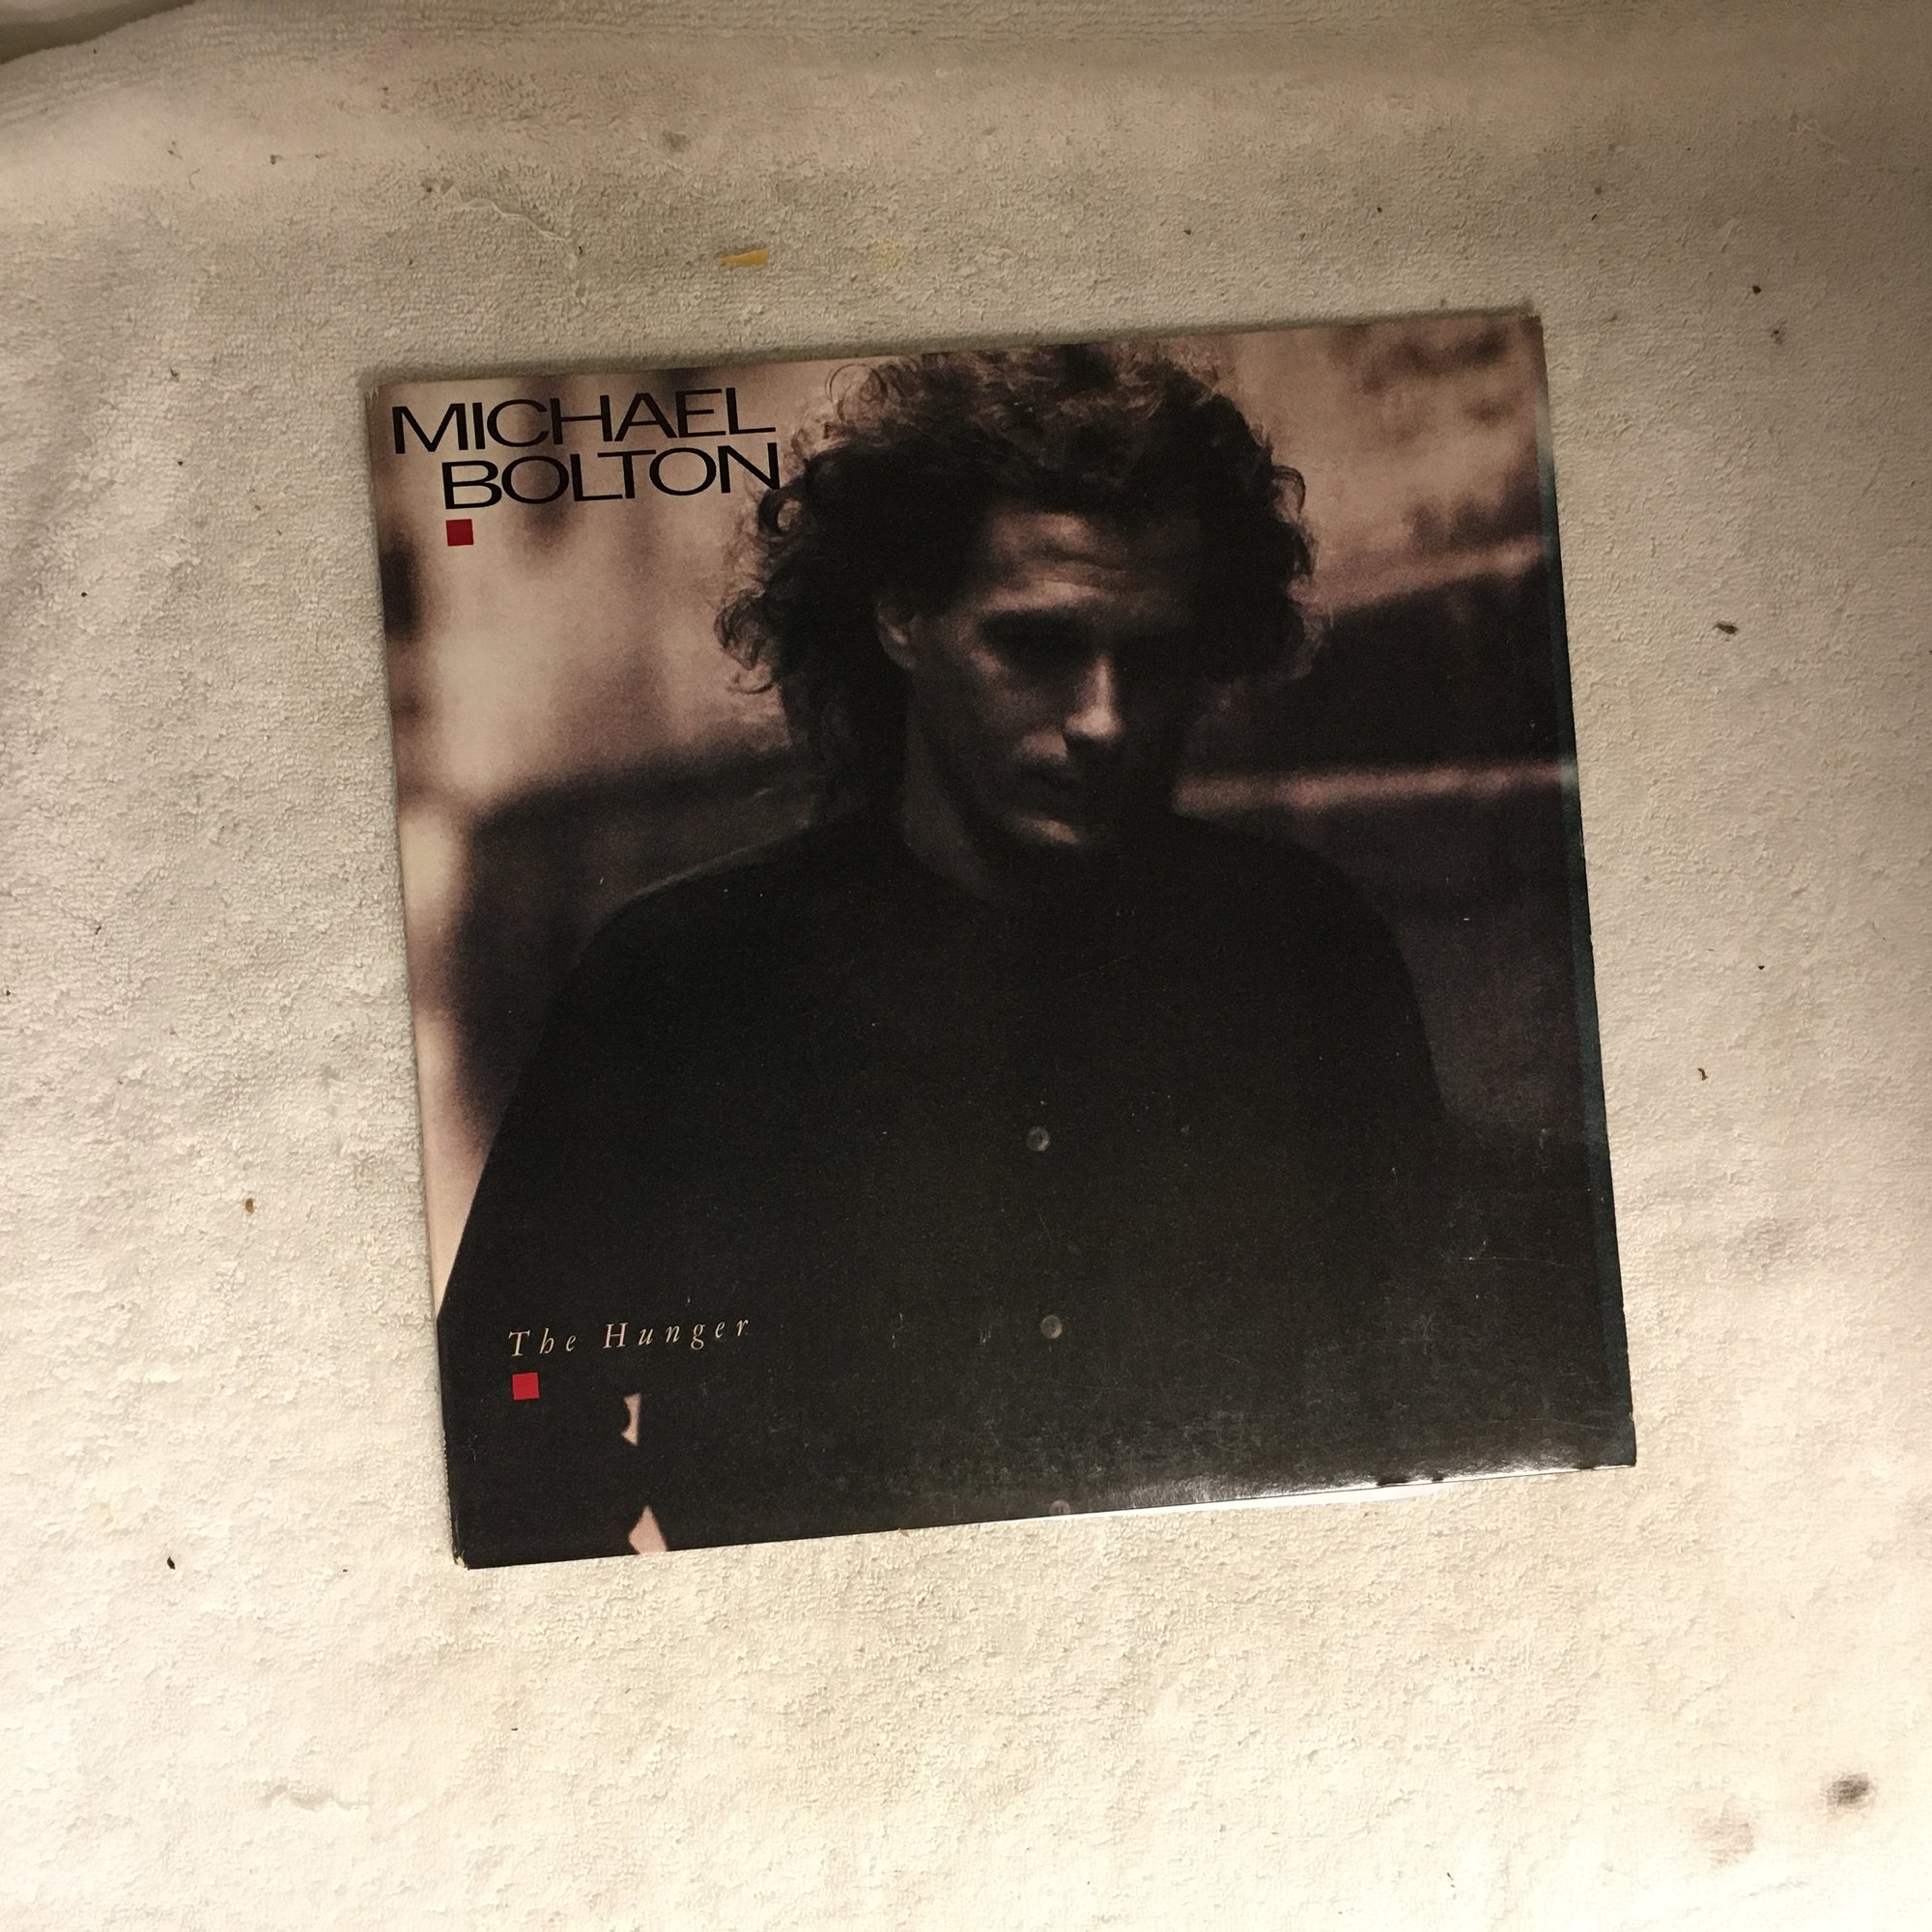 MICHAEL
BOLTON
The Hunger